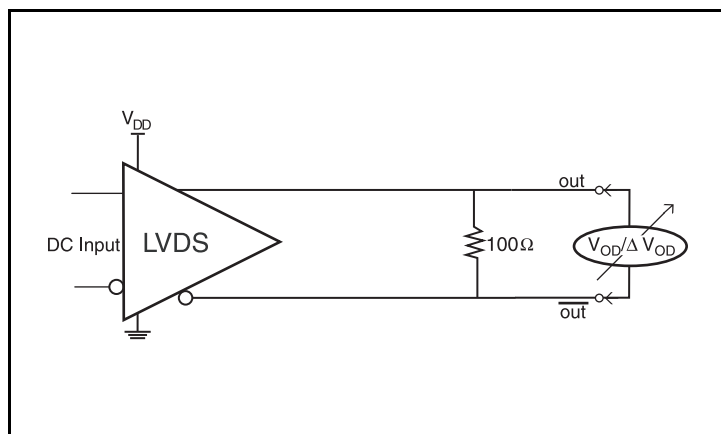 V_DD
out
DC Input
LVDS
100Ω
V_OD/Δ V_OD
out